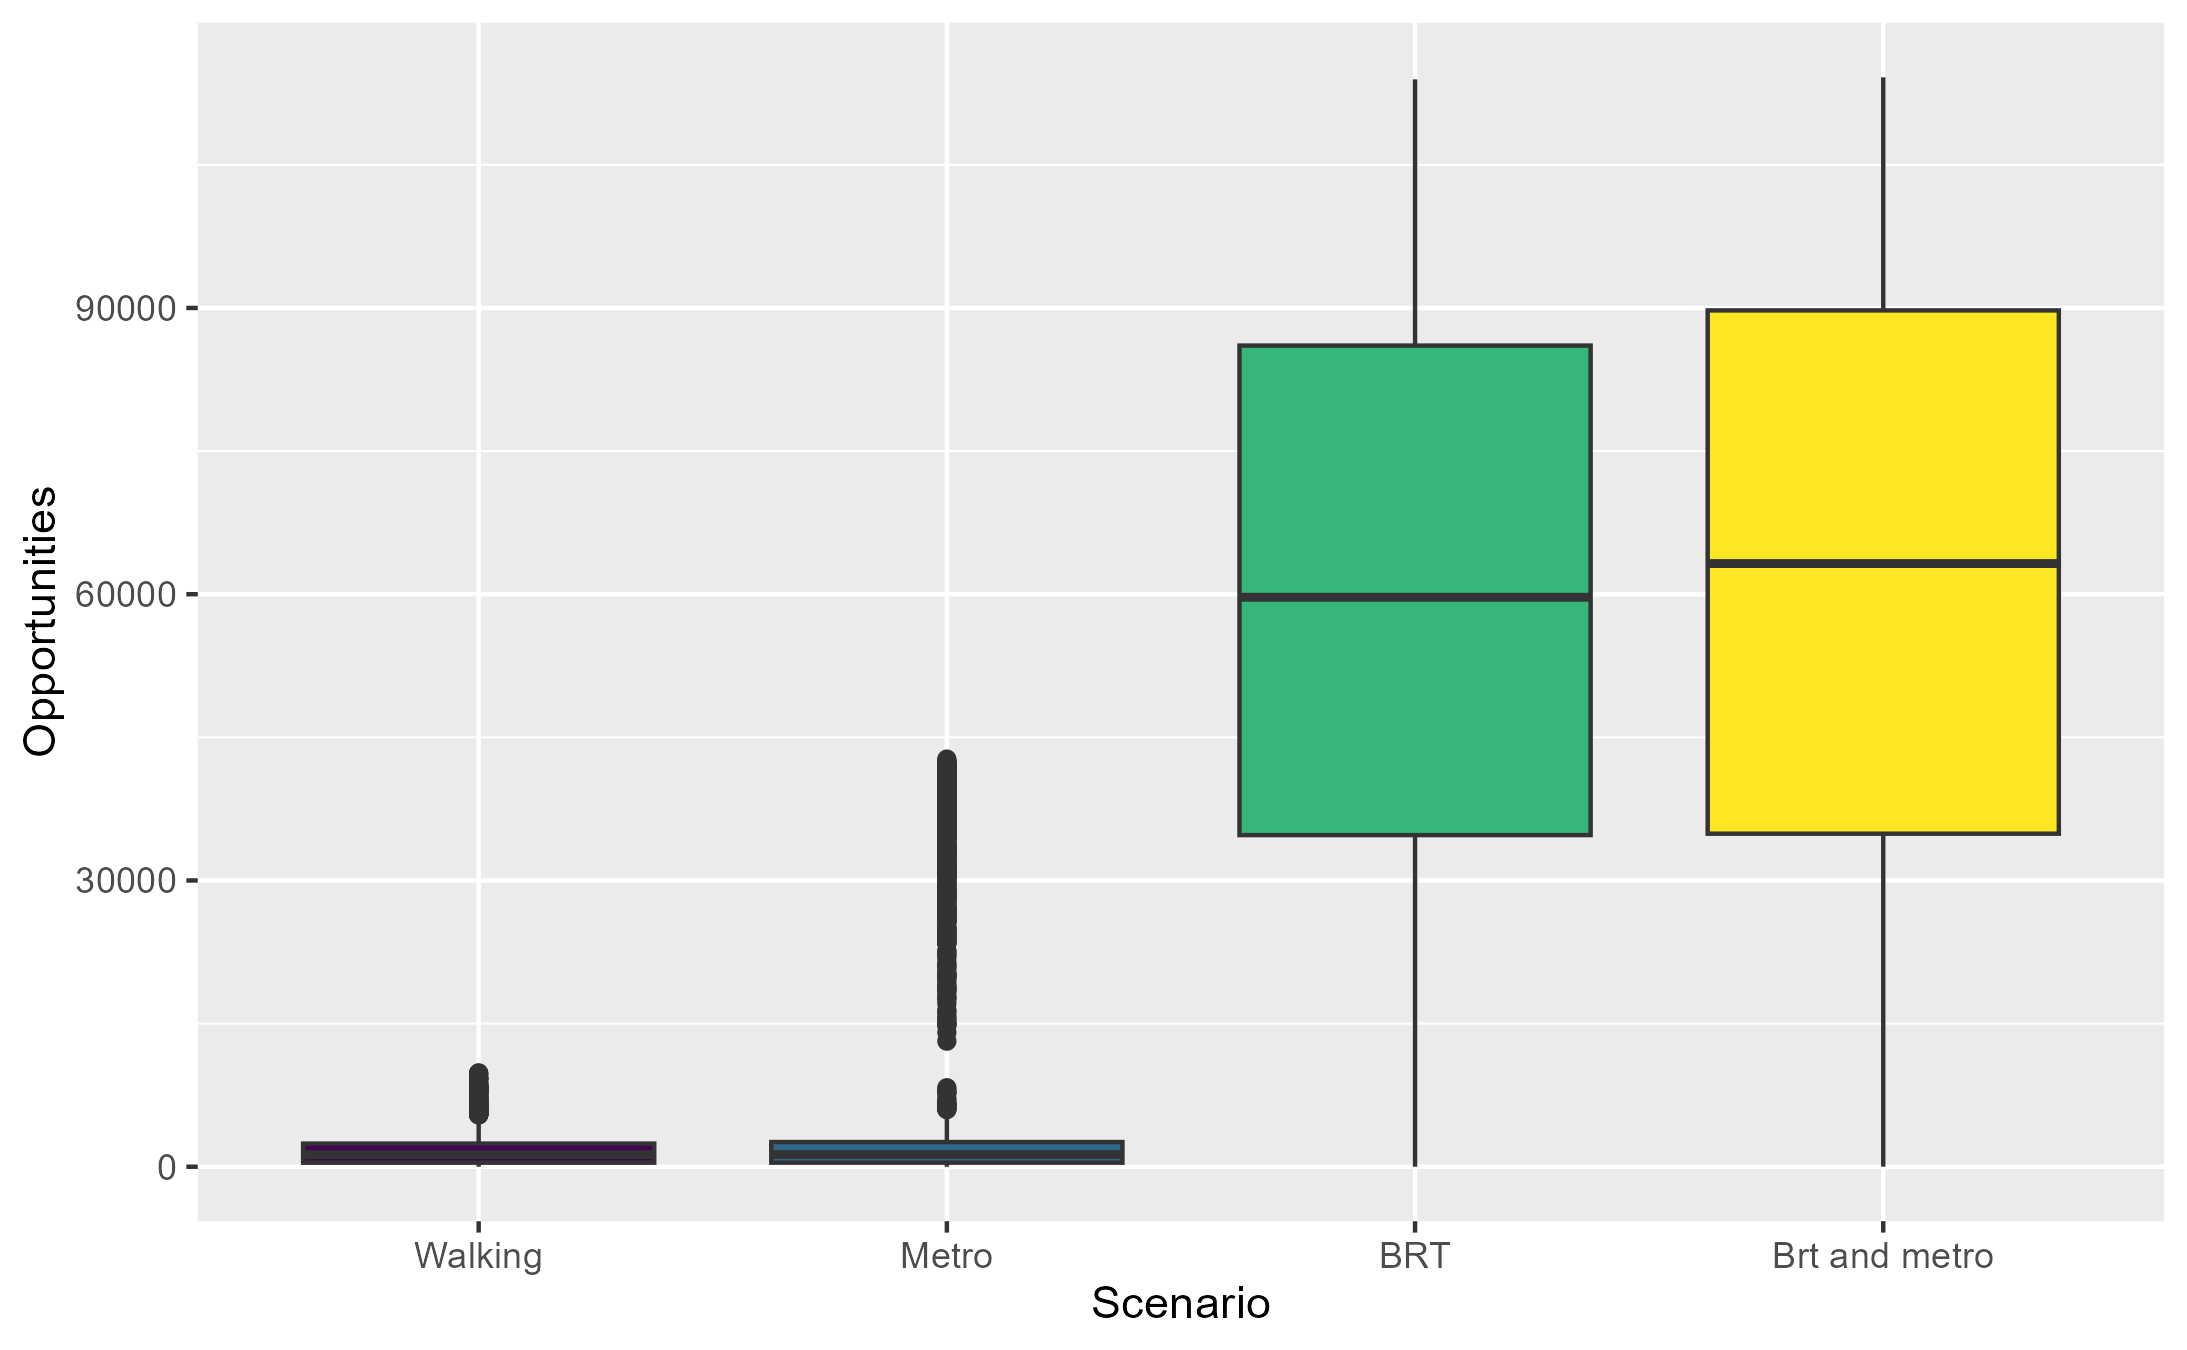 Opportunities
90000
60000
30000
0
Walking
Metro
BRT
Brt and metro
Scenario